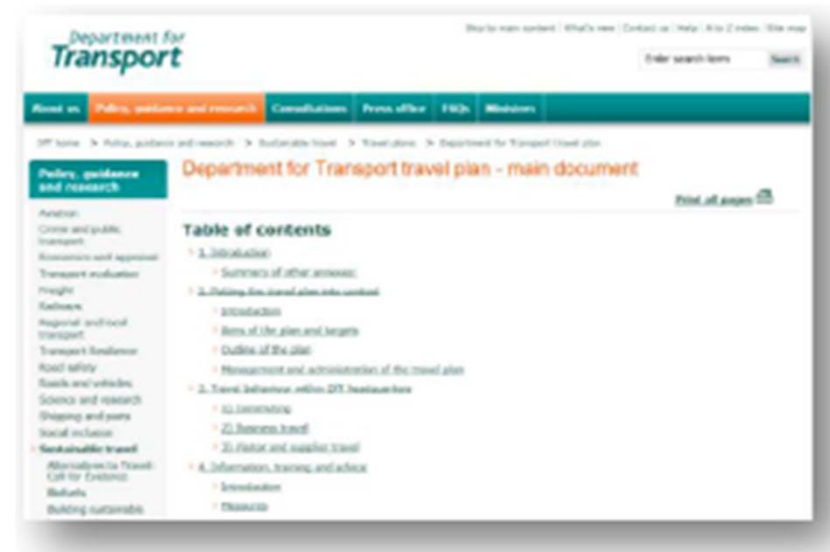 Department for
Transport
Skip to main content | What's new | Contact us | Help | A to Z index | Site map
Enter search term
Search
About us
Policy, guidance and research
Consultations
Press office
FAQs
Ministers
DfT home > Policy, guidance and research > Sustainable travel > Travel plans > Department for Transport travel plan
Policy, guidance
and research
Department for Transport travel plan - main document
Print all pages
Aviation
Crime and public
transport
Economics and appraisal
Transport evaluation
Freight
Railways
Regional and local
transport
Transport Resilience
Road safety
Roads and vehicles
Science and research
Shipping and ports
Social inclusion
Sustainable travel
Alternatives to Travel:
Call for Evidence
Biofuels
Building sustainable
Table of contents
1. Introduction
Summary of other annexes
2. Putting the travel plan into context
Introduction
Aims of the plan and targets
Outline of the plan
Management and administration of the travel plan
3. Travel behaviour within DfT headquarters
1) Commuting
2) Business travel
3) Visitor and supplier travel
4. Information, training and advice
Introduction
Measures